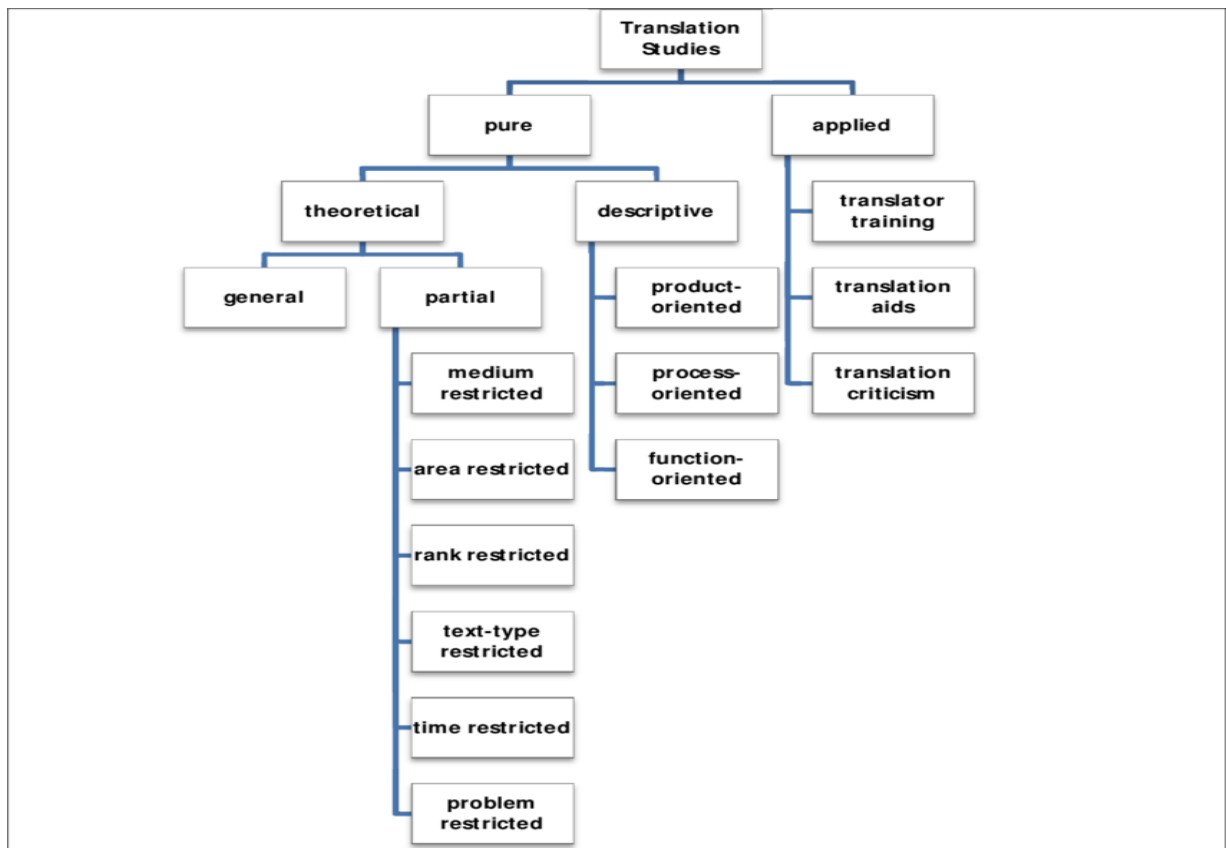 Translation
Studies
pure
applied
theoretical
descriptive
translator
training
general
partial
product-
oriented
translation
aids
medium
restricted
process-
oriented
translation
criticism
area restricted
function-
oriented
rank restricted
text-type
restricted
time restricted
problem
restricted